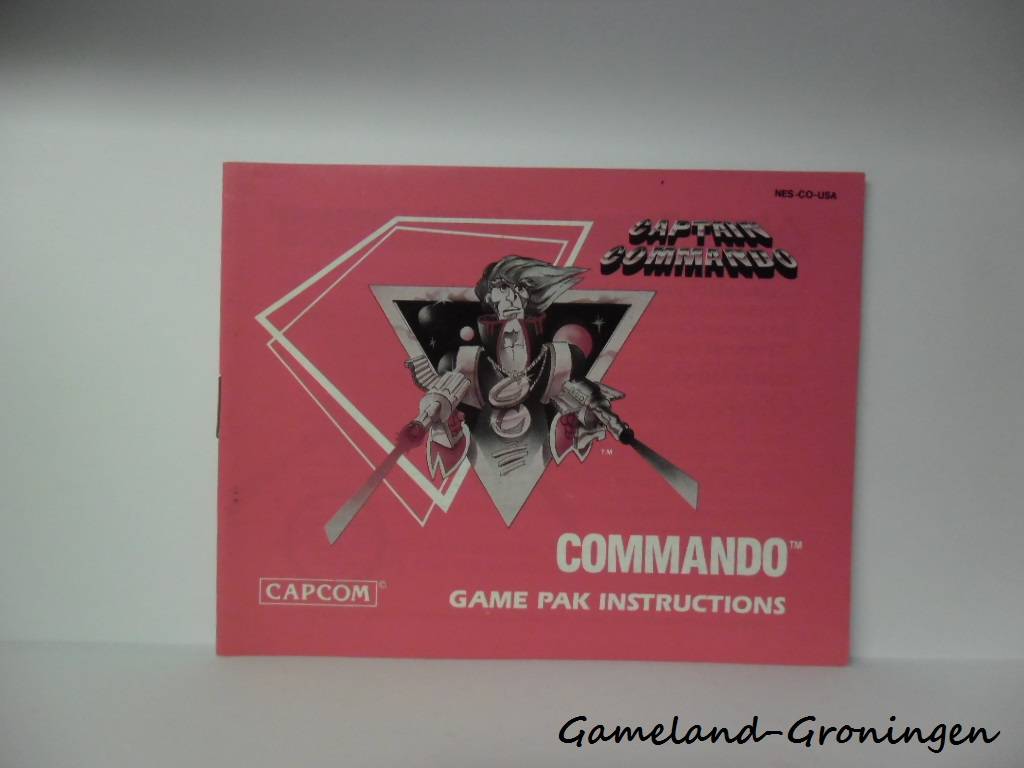 NES-CO-USA
CAPTAIN
COMMANDO
TM
COMMANDO™
CAPCOM©
GAME PAK INSTRUCTIONS
Gameland-Groningen